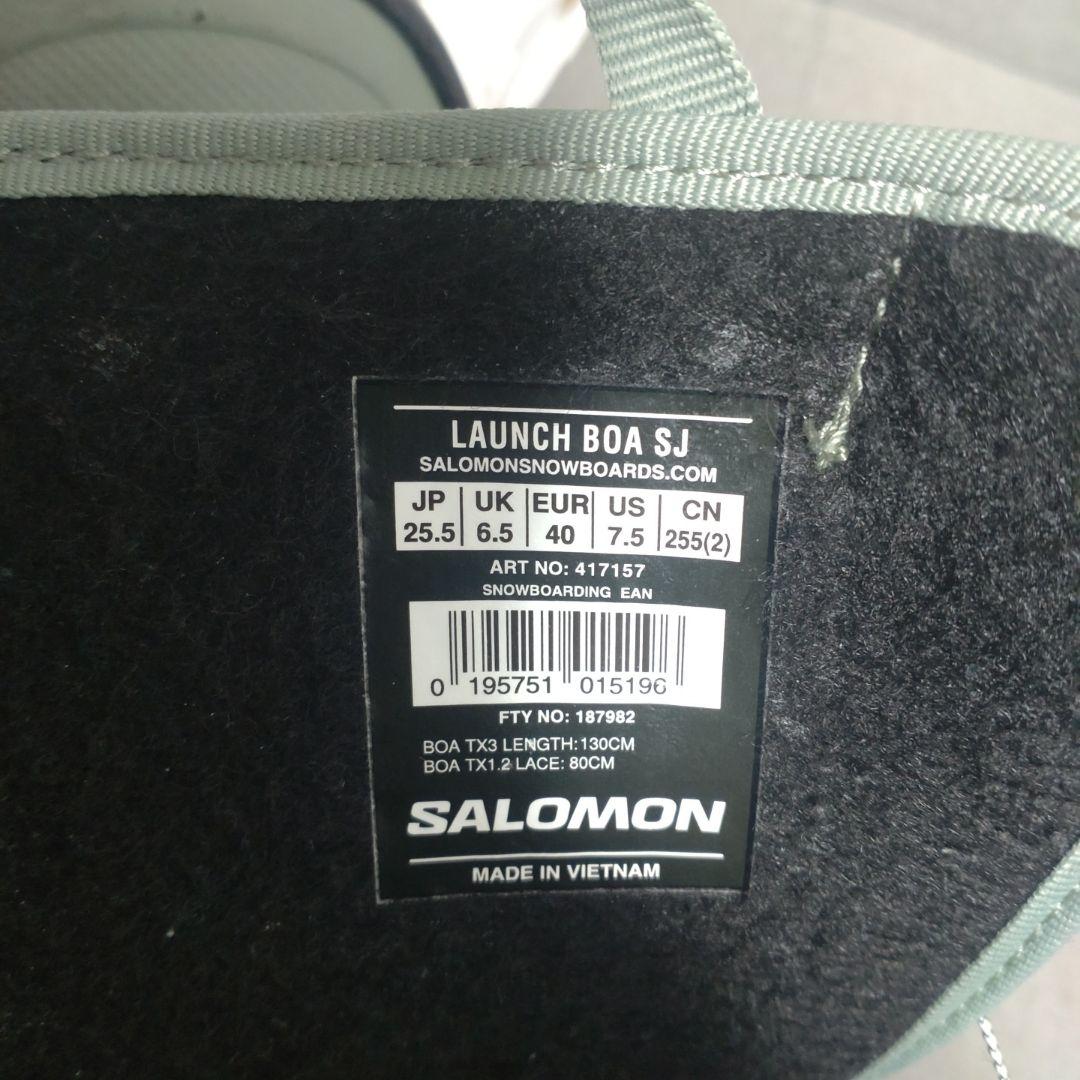 LAUNCH BOA SJ
SALOMONSNOWBOARDS.COM
JP UK EUR US CN
25.5 6.5 40 7.5 255(2)
ART NO: 417157
SNOWBOARDING EAN
0 195751 015196
FTY NO: 187982
BOA TX3 LENGTH:130CM
BOA TX1.2 LACE: 80CM
SALOMON
MADE IN VIETNAM